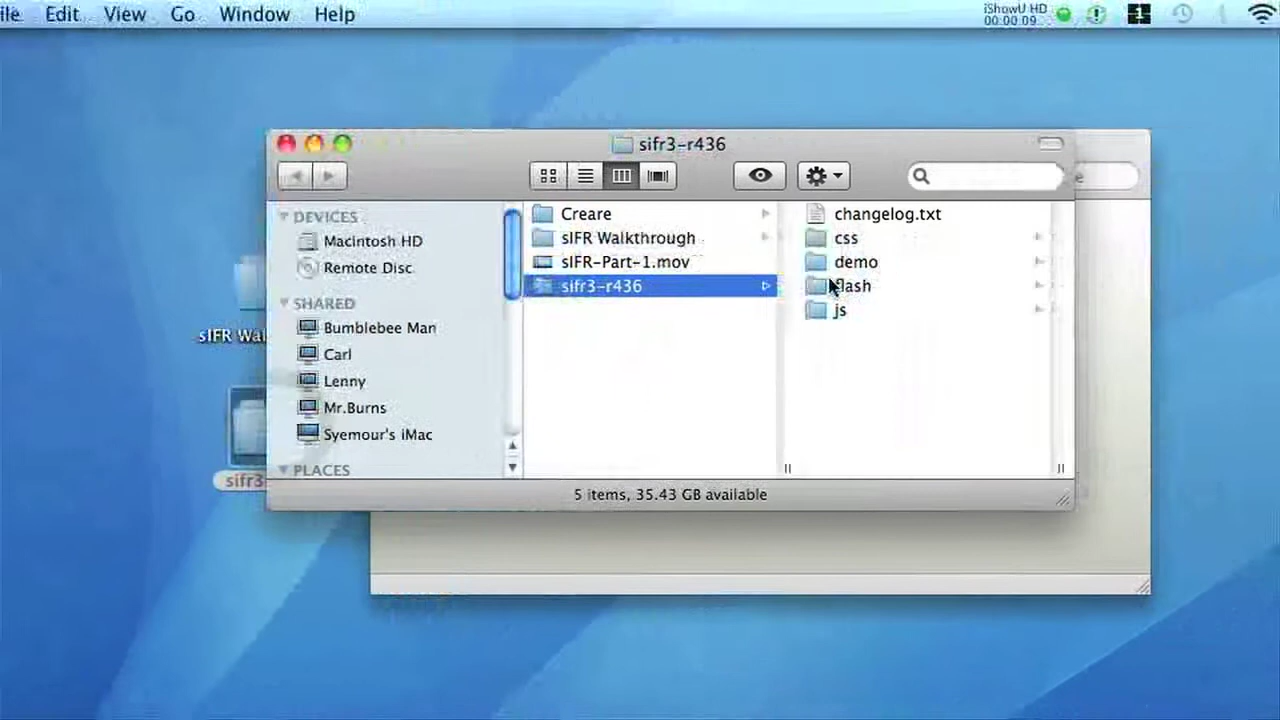 ile Edit View Go Window Help
iShowU HD
00:00:09
1
sifr3-r436
e
DEVICES
Macintosh HD
Remote Disc
SHARED
Bumblebee Man
Carl
Lenny
Mr.Burns
Syemour's iMac
PLACES
Creare
sIFR Walkthrough
sIFR-Part-1.mov
sifr3-r436
changelog.txt
css
demo
flash
js
5 items, 35.43 GB available
sIFR Wal
sifr3-